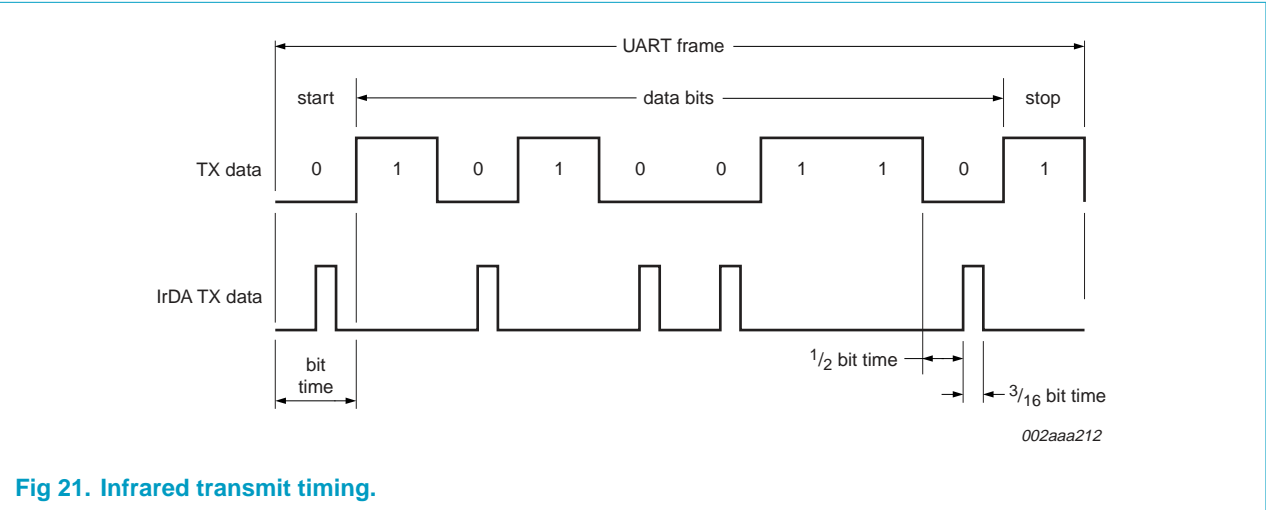 UART frame
start data bits stop
TX data 0 1 0 1 0 0 1 1 0 1
IrDA TX data
bit
time
1/2 bit time
3/16 bit time
002aaa212
Fig 21. Infrared transmit timing.